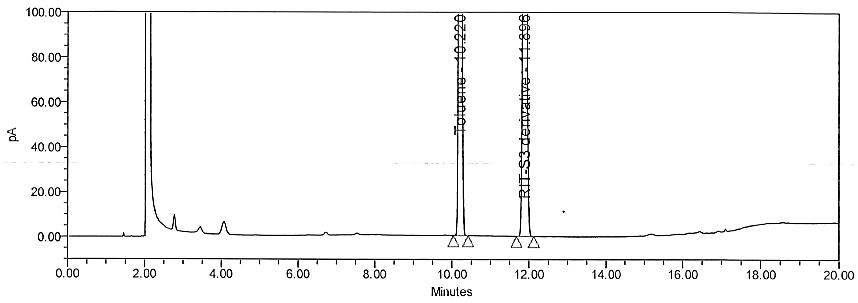 100.00
80.00
60.00
40.00
20.00
0.00
pA
Toluene - 10.220
RIT-S3 derivative - 11.896
0.00 2.00 4.00 6.00 8.00 10.00 12.00 14.00 16.00 18.00 20.00
Minutes